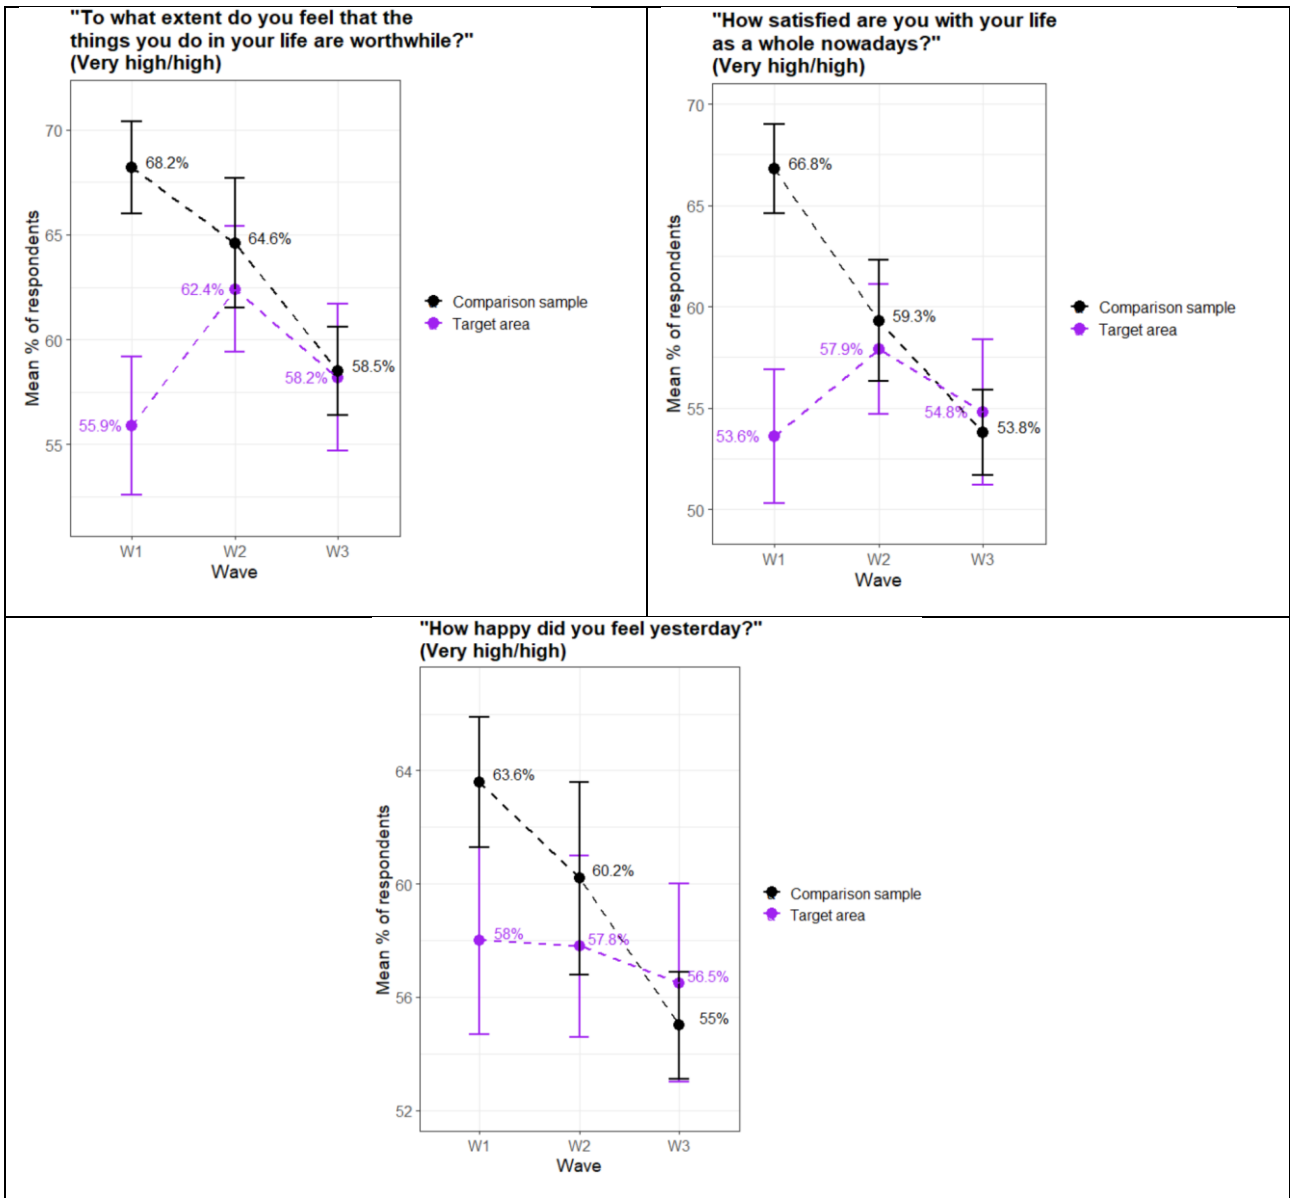 "To what extent do you feel that the
things you do in your life are worthwhile?"
(Very high/high)
Mean % of respondents
70
65
60
55
68.2%
64.6%
62.4%
58.5%
58.2%
55.9%
W1 W2 W3
Wave
Comparison sample
Target area
"How satisfied are you with your life
as a whole nowadays?"
(Very high/high)
Mean % of respondents
70
65
60
55
50
66.8%
59.3%
57.9%
54.8%
53.6%
53.8%
W1 W2 W3
Wave
Comparison sample
Target area
"How happy did you feel yesterday?"
(Very high/high)
Mean % of respondents
64
60
56
52
63.6%
60.2%
58%
57.8%
56.5%
55%
W1 W2 W3
Wave
Comparison sample
Target area